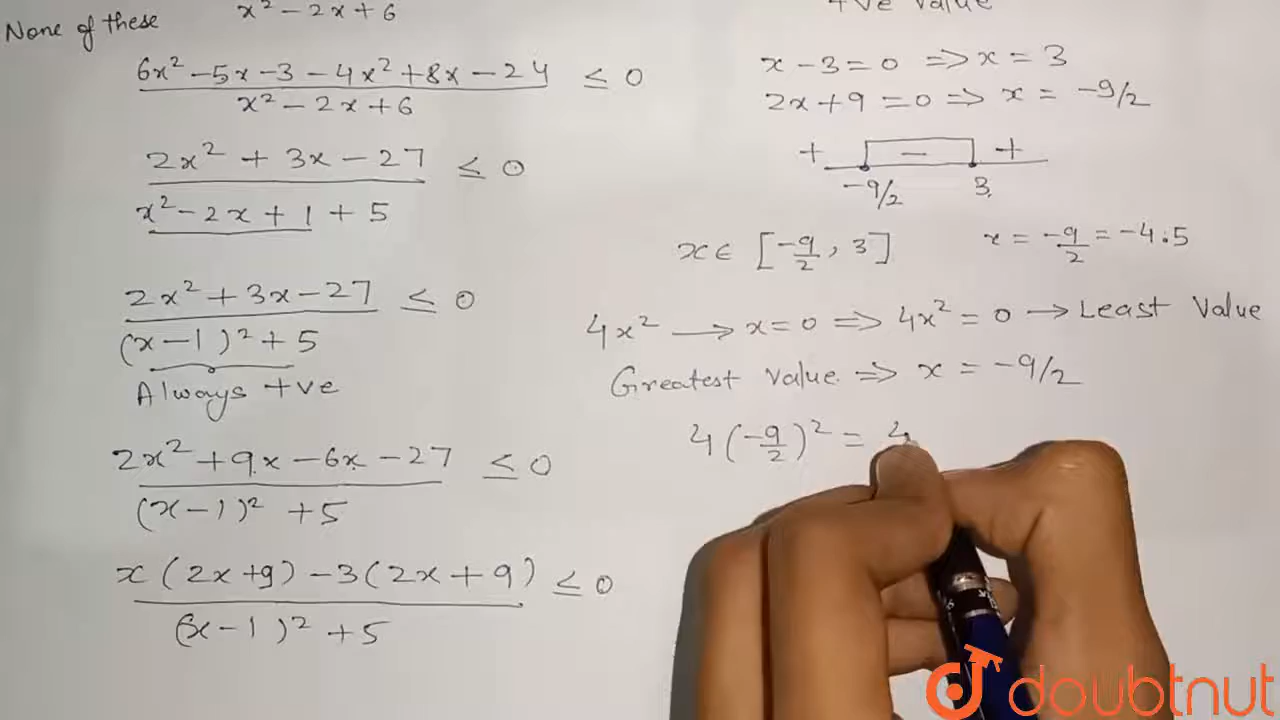 None of these
x² - 2x + 6
6x² - 5x - 3 - 4x² + 8x - 24 ≤ 0
x² - 2x + 6
2x² + 3x - 27 ≤ 0
x² - 2x + 1 + 5
2x² + 3x - 27 ≤ 0
(x - 1)² + 5
Always +ve
2x² + 9x - 6x - 27 ≤ 0
(x - 1)² + 5
x(2x+9) - 3(2x+9) ≤ 0
(x - 1)² + 5
+ve value
x - 3 = 0 ⇒ x = 3
2x + 9 = 0 ⇒ x = -9/2
+ - +
-9/2 3
x ∈ [-9/2, 3] x = -9/2 = -4.5
4x² → x = 0 ⇒ 4x² = 0 → Least Value
Greatest Value ⇒ x = -9/2
4(-9/2)² = 4
doubtnut